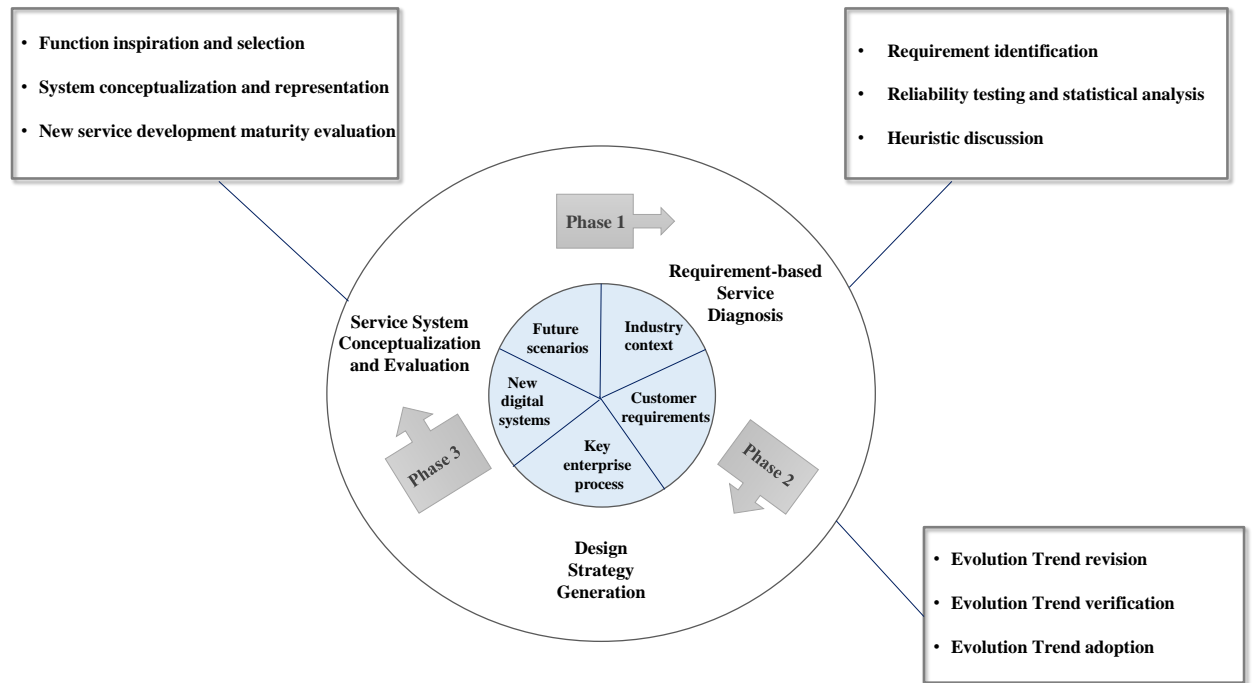 • Function inspiration and selection
• System conceptualization and representation
• New service development maturity evaluation
• Requirement identification
• Reliability testing and statistical analysis
• Heuristic discussion
Phase 1
Requirement-based
Service
Diagnosis
Service System
Conceptualization
and Evaluation
Future
scenarios
Industry
context
New
digital
systems
Customer
requirements
Key
enterprise
process
Phase 3
Phase 2
Design
Strategy
Generation
• Evolution Trend revision
• Evolution Trend verification
• Evolution Trend adoption